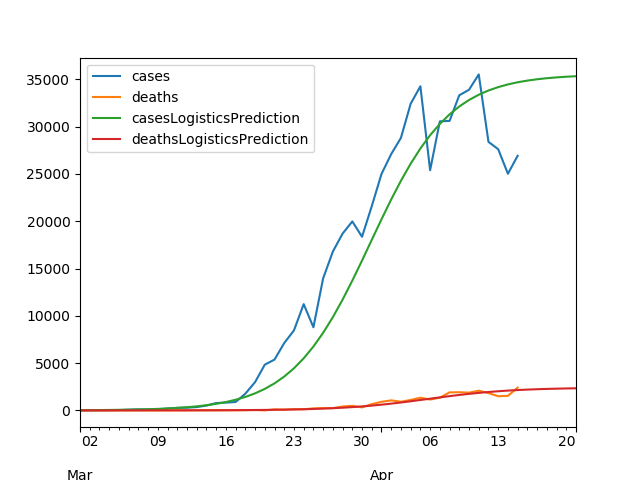 cases
deaths
casesLogisticsPrediction
deathsLogisticsPrediction
35000
30000
25000
20000
15000
10000
5000
0
02 09 16 23 30 06 13 20
Mar Apr